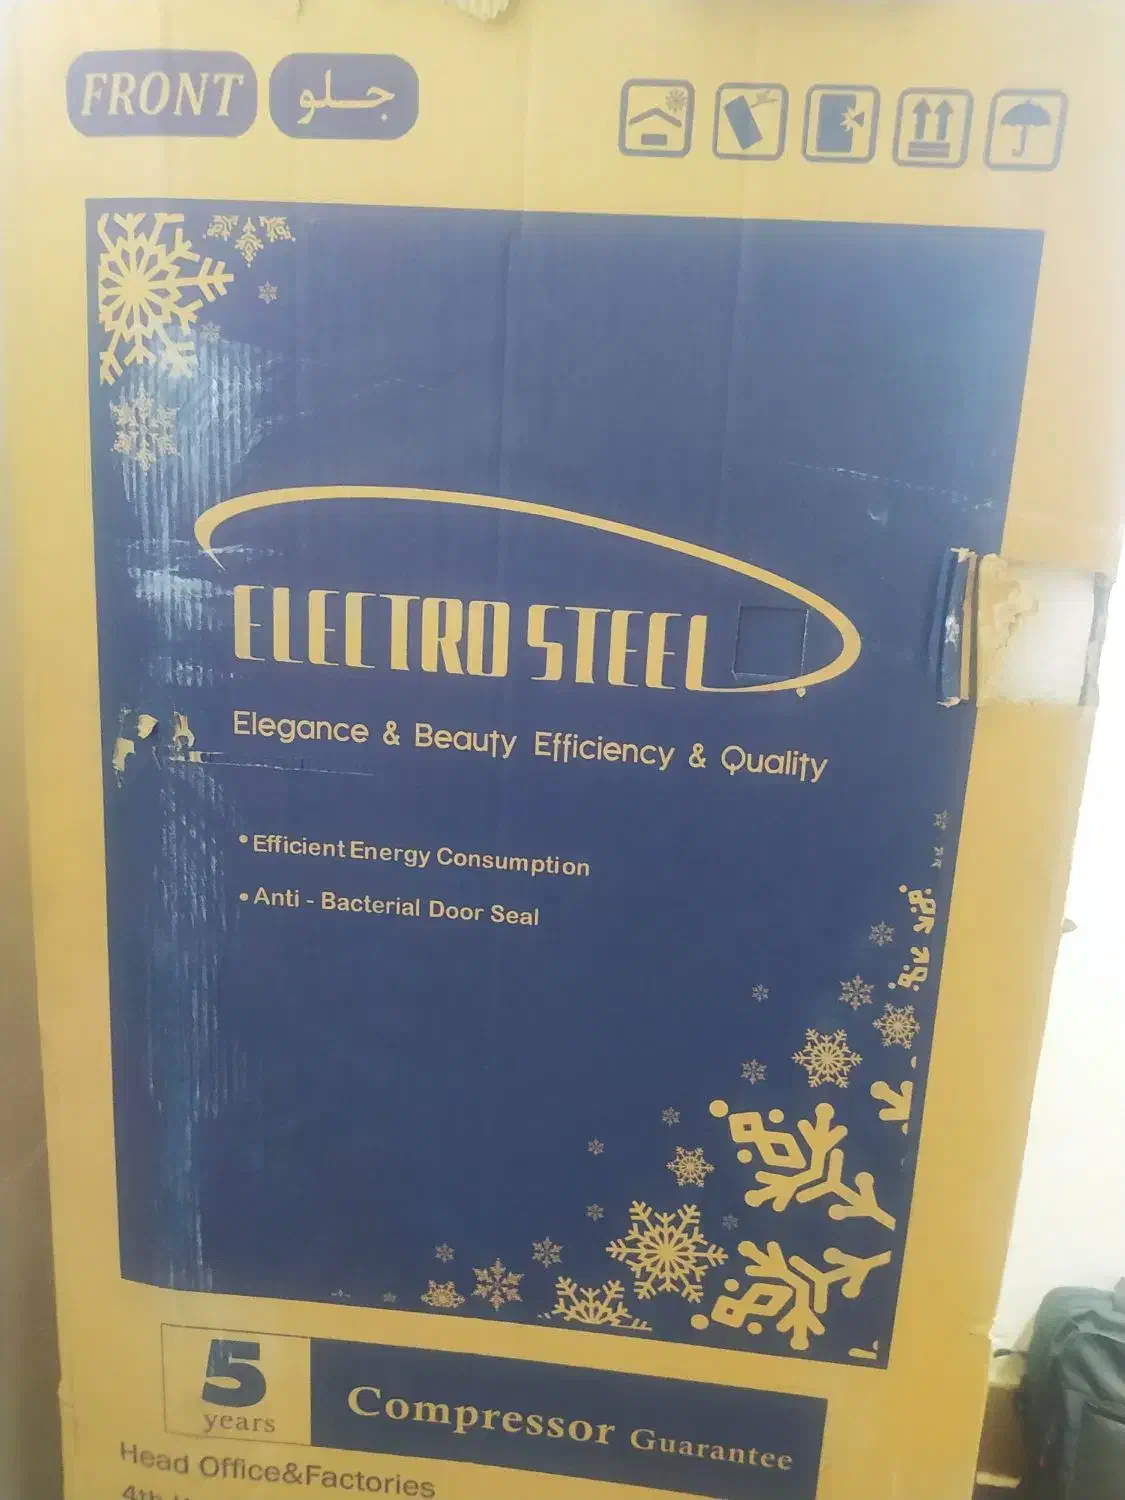 FRONT جلو
ELECTRO STEEL
Elegance & Beauty Efficiency & Quality
• Efficient Energy Consumption
• Anti - Bacterial Door Seal
5 years Compressor Guarantee
Head Office&Factories
4th